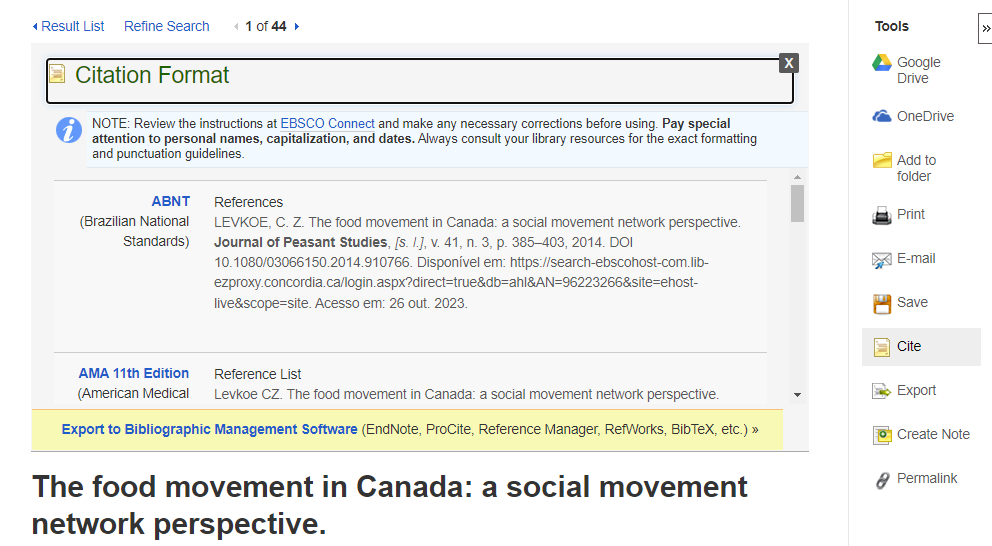 Result List Refine Search 1 of 44
Tools
»
Citation Format
X
NOTE: Review the instructions at EBSCO Connect and make any necessary corrections before using. Pay special
attention to personal names, capitalization, and dates. Always consult your library resources for the exact formatting
and punctuation guidelines.
ABNT
(Brazilian National
Standards)
References
LEVKOE, C. Z. The food movement in Canada: a social movement network perspective.
Journal of Peasant Studies, [s. l.], v. 41, n. 3, p. 385–403, 2014. DOI
10.1080/03066150.2014.910766. Disponível em: https://search-ebscohost-com.lib-
ezproxy.concordia.ca/login.aspx?direct=true&db=ahl&AN=96223266&site=ehost-
live&scope=site. Acesso em: 26 out. 2023.
AMA 11th Edition
(American Medical
Reference List
Levkoe CZ. The food movement in Canada: a social movement network perspective.
Export to Bibliographic Management Software (EndNote, ProCite, Reference Manager, RefWorks, BibTeX, etc.) »
The food movement in Canada: a social movement
network perspective.
Google
Drive
OneDrive
Add to
folder
Print
E-mail
Save
Cite
Export
Create Note
Permalink